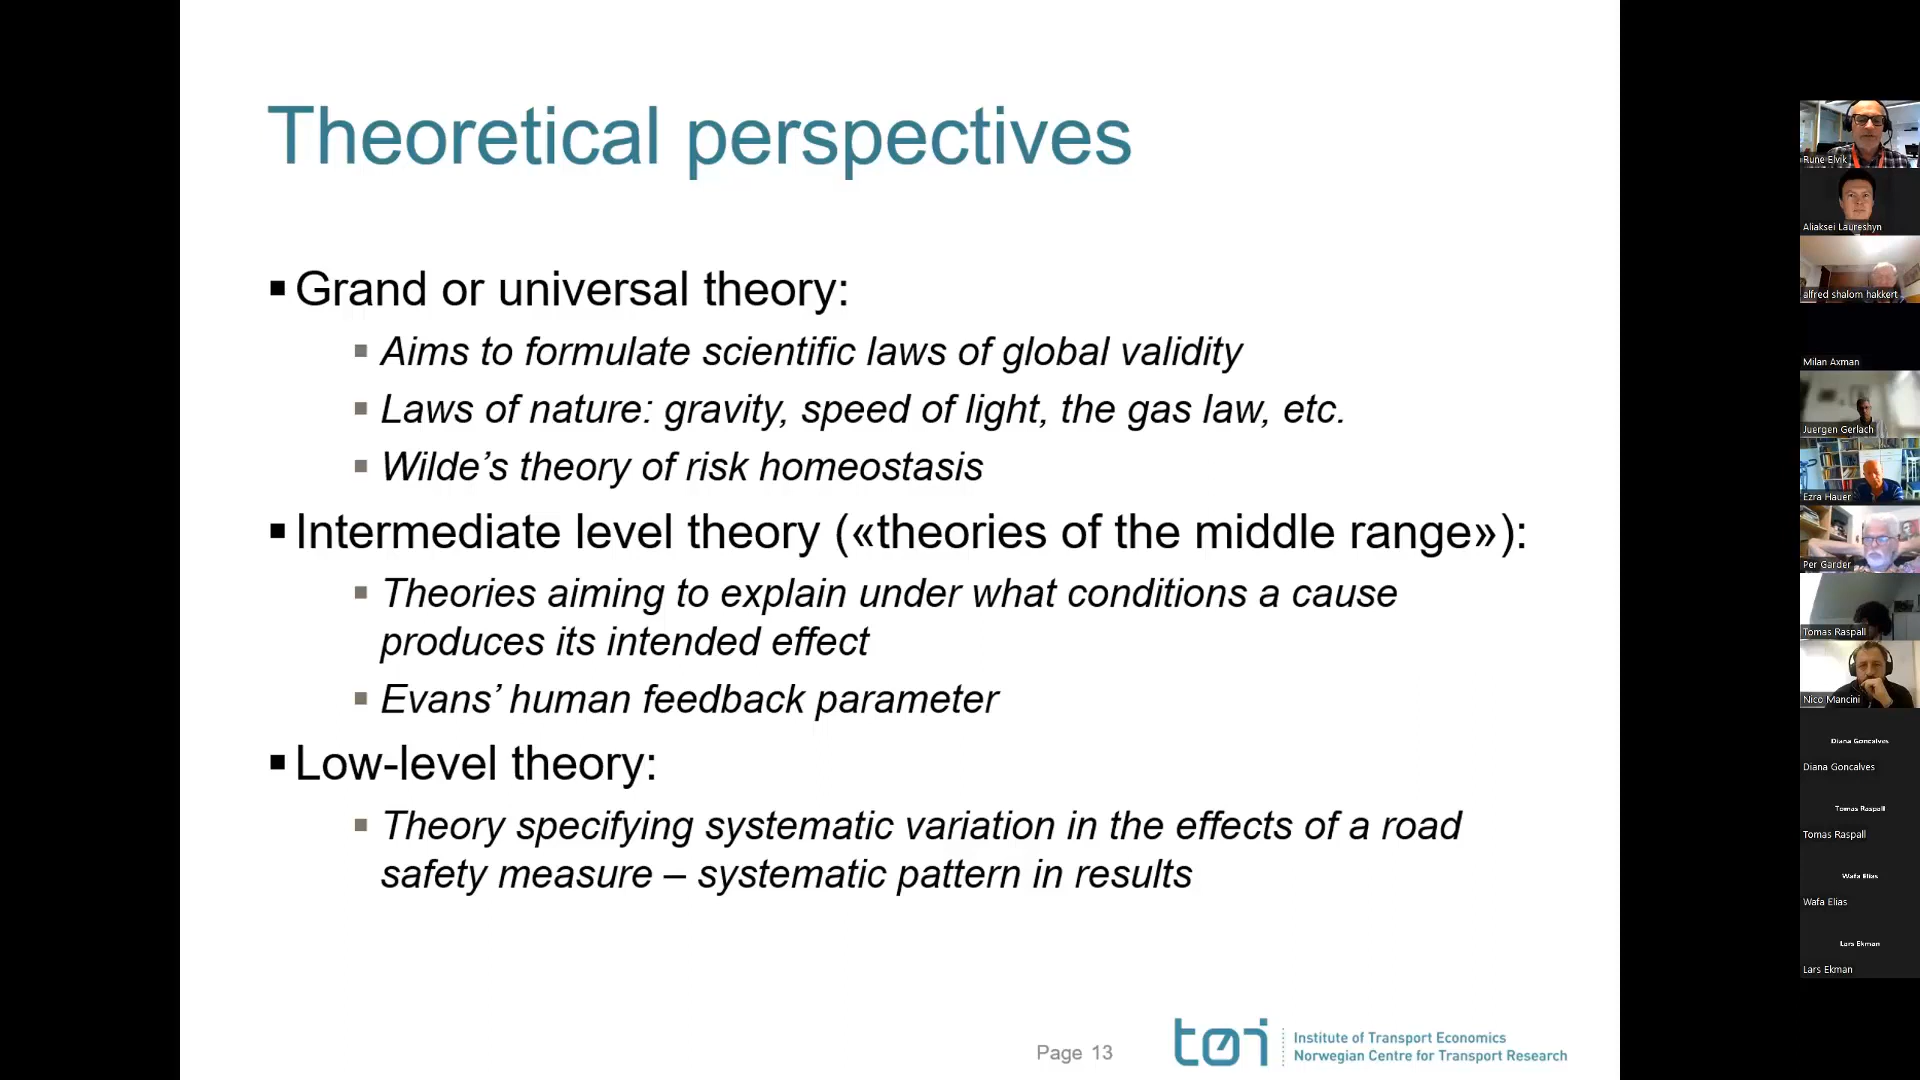 Theoretical perspectives
▪ Grand or universal theory:
▪ Aims to formulate scientific laws of global validity
▪ Laws of nature: gravity, speed of light, the gas law, etc.
▪ Wilde’s theory of risk homeostasis
▪ Intermediate level theory («theories of the middle range»):
▪ Theories aiming to explain under what conditions a cause
produces its intended effect
▪ Evans’ human feedback parameter
▪ Low-level theory:
▪ Theory specifying systematic variation in the effects of a road
safety measure – systematic pattern in results
Page 13
tøi
Institute of Transport Economics
Norwegian Centre for Transport Research
Rune Elvik
Aliaksei Laureshyn
alfred shalom hakkert
Milan Axman
Juergen Gerlach
Ezra Hauer
Per Garder
Tomas Raspall
Nico Mancini
Diana Goncalves
Diana Goncalves
Tomas Raspall
Tomas Raspall
Wafa Elias
Wafa Elias
Lars Ekman
Lars Ekman